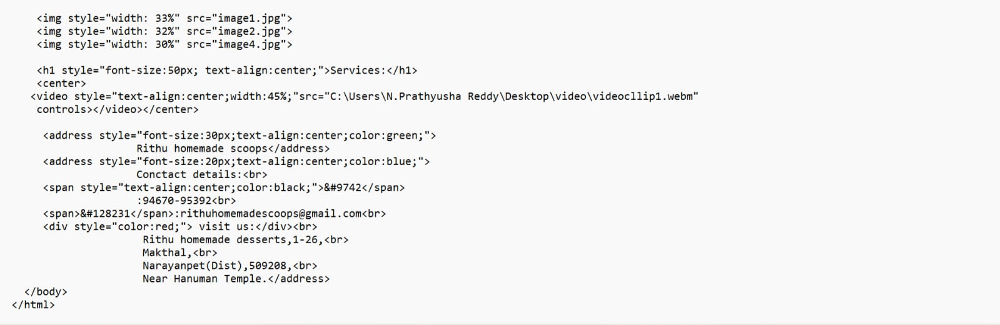 <img style="width: 33%" src="image1.jpg">
<img style="width: 32%" src="image2.jpg">
<img style="width: 30%" src="image4.jpg">
<h1 style="font-size:50px; text-align:center;">Services:</h1>
<center>
<video style="text-align:center;width:45%;"src="C:\Users\N.Prathyusha Reddy\Desktop\video\videocllip1.webm"
controls></video></center>
<address style="font-size:30px;text-align:center;color:green;">
Rithu homemade scoops</address>
<address style="font-size:20px;text-align:center;color:blue;">
Conctact details:<br>
<span style="text-align:center;color:black;">&#9742</span>
:94670-95392<br>
<span>&#128231</span>:rithuhomemadescoops@gmail.com<br>
<div style="color:red;"> visit us:</div><br>
Rithu homemade desserts,1-26,<br>
Makthal,<br>
Narayanpet(Dist),509208,<br>
Near Hanuman Temple.</address>
</body>
</html>